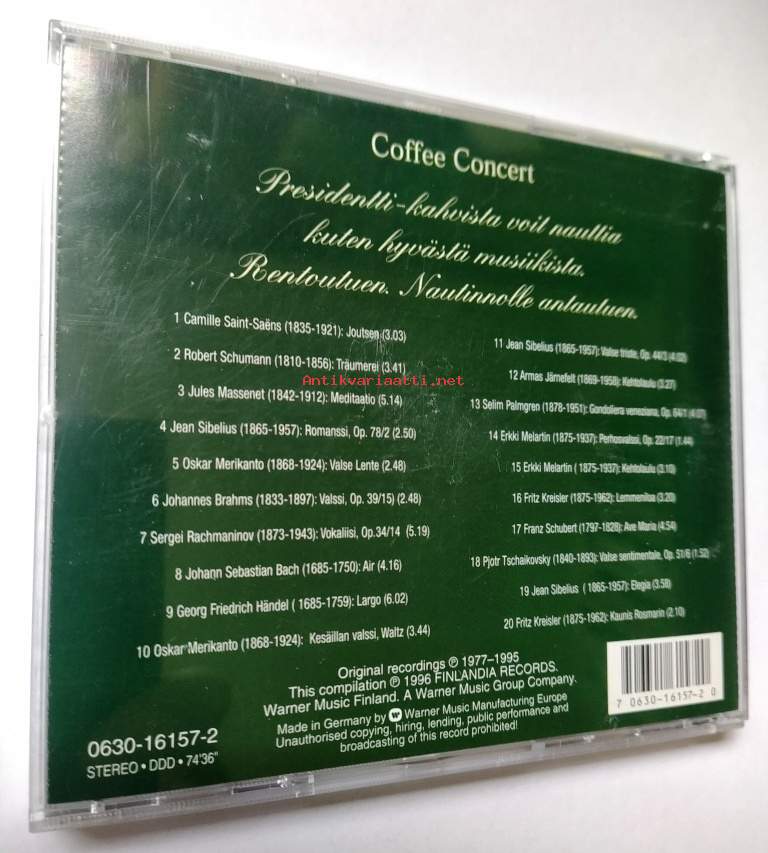 Coffee Concert
Presidentti-kahvista voit nauttia
kuten hyvästä musiikista.
Rentoutuen. Nautinnolle antautuen.
1 Camille Saint-Saëns (1835-1921): Joutsen (3.03)
2 Robert Schumann (1810-1856): Träumerei (3.41)
3 Jules Massenet (1842-1912): Meditaatio (5.14)
4 Jean Sibelius (1865-1957): Romanssi, Op. 78/2 (2.50)
5 Oskar Merikanto (1868-1924): Valse Lente (2.48)
6 Johannes Brahms (1833-1897): Valssi, Op. 39/15) (2.48)
7 Sergei Rachmaninov (1873-1943): Vokaliisi, Op.34/14 (5.19)
8 Johann Sebastian Bach (1685-1750): Air (4.16)
9 Georg Friedrich Händel ( 1685-1759): Largo (6.02)
10 Oskar Merikanto (1868-1924): Kesäillan valssi, Waltz (3.44)
11 Jean Sibelius (1865-1957): Valse triste, Op. 44/3 (4.02)
12 Armas Järnefelt (1869-1958): Kehtolaulu (3.27)
13 Selim Palmgren (1878-1951): Gondoliera veneziana, Op. 64/1 (4.07)
14 Erkki Melartin (1875-1937): Perhosvalssi, Op. 22/17 (1.44)
15 Erkki Melartin ( 1875-1937): Kehtolaulu (3.10)
16 Fritz Kreisler (1875-1962): Lemmeniloa (3.20)
17 Franz Schubert (1797-1828): Ave Maria (4.54)
18 Pjotr Tschaikovsky (1840-1893): Valse sentimentale, Op. 51/6 (1.52)
19 Jean Sibelius ( 1865-1957): Elegia (3.58)
20 Fritz Kreisler (1875-1962): Kaunis Rosmarin (2.10)
Antikvariaatti.net
Original recordings ℗ 1977–1995
This compilation ℗ 1996 FINLANDIA RECORDS.
Warner Music Finland. A Warner Music Group Company.
Made in Germany by Warner Music Manufacturing Europe
Unauthorised copying, hiring, lending, public performance and
broadcasting of this record prohibited!
0630-16157-2
STEREO • DDD • 74'36"
7 0630-16157-2 0